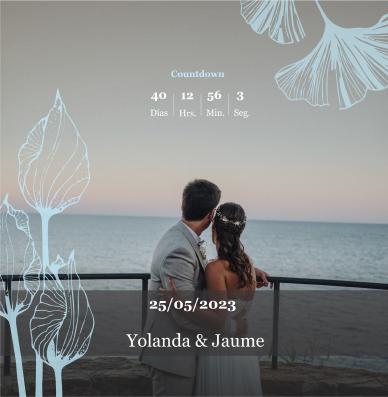 Countdown
40 12 56 3
Días Hrs. Min. Seg.
25/05/2023
Yolanda & Jaume